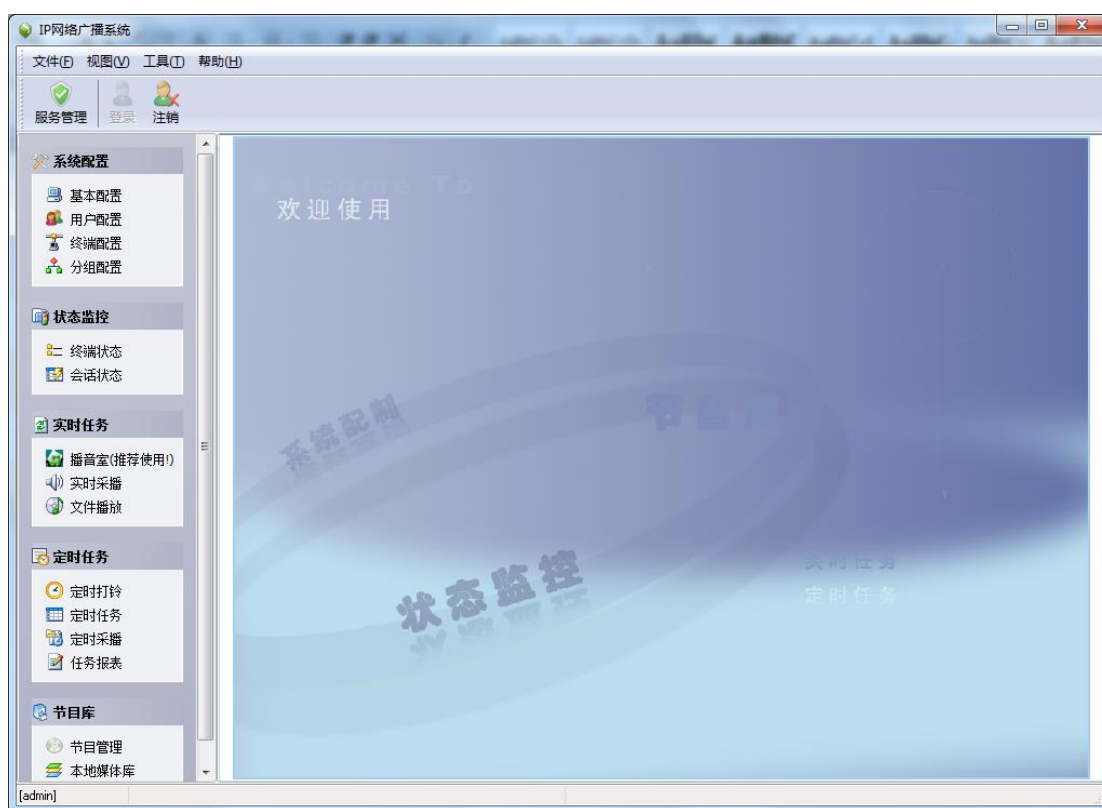 IP网络广播系统
文件(F) 视图(V) 工具(T) 帮助(H)
服务管理 登录 注销
系统配置
基本配置
用户配置
终端配置
分组配置
状态监控
终端状态
会话状态
实时任务
播音室(推荐使用!)
实时采播
文件播放
定时任务
定时打铃
定时任务
定时采播
任务报表
节目库
节目管理
本地媒体库
Welcome To
欢迎使用
系统配制
节目库
状态监控
实时任务
定时任务
[admin]